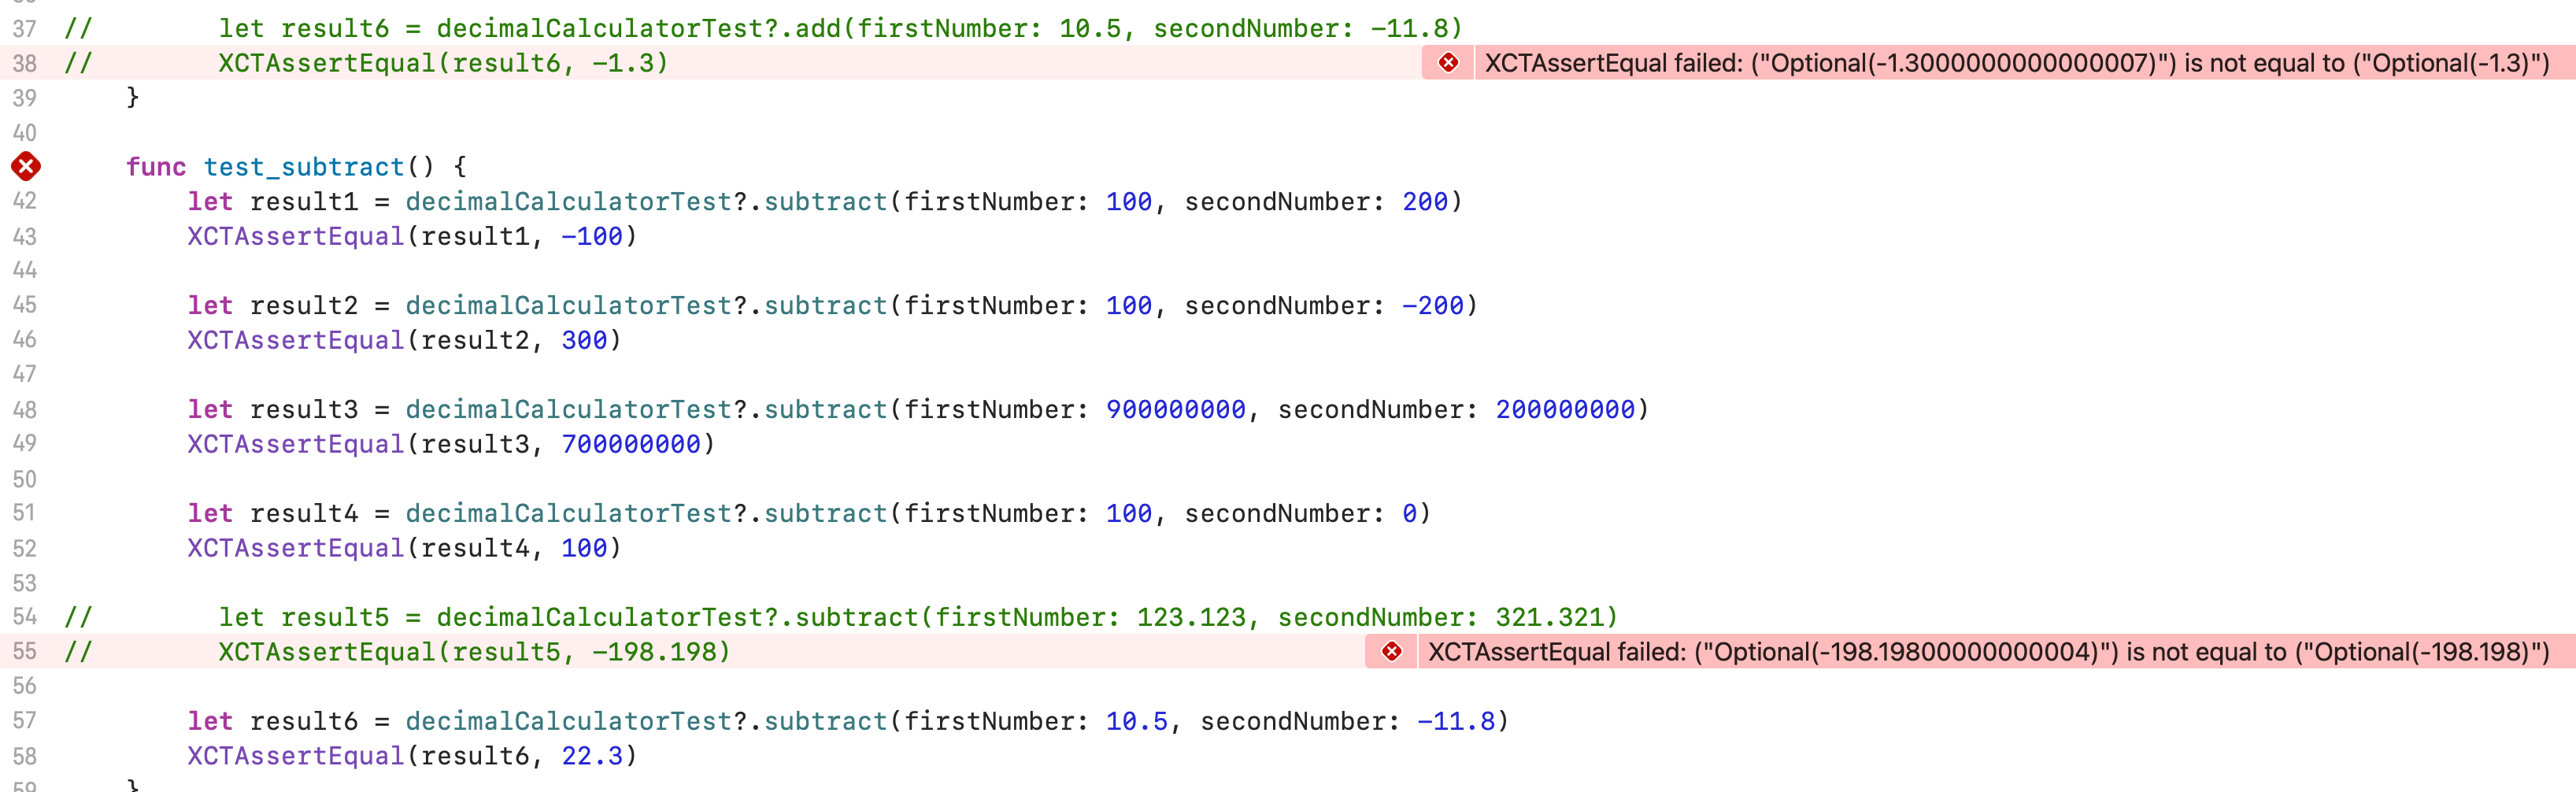 37 //        let result6 = decimalCalculatorTest?.add(firstNumber: 10.5, secondNumber: -11.8)
38 //        XCTAssertEqual(result6, -1.3) XCTAssertEqual failed: ("Optional(-1.3000000000000007)") is not equal to ("Optional(-1.3)")
39     }
40
func test_subtract() {
42         let result1 = decimalCalculatorTest?.subtract(firstNumber: 100, secondNumber: 200)
43         XCTAssertEqual(result1, -100)
44
45         let result2 = decimalCalculatorTest?.subtract(firstNumber: 100, secondNumber: -200)
46         XCTAssertEqual(result2, 300)
47
48         let result3 = decimalCalculatorTest?.subtract(firstNumber: 900000000, secondNumber: 200000000)
49         XCTAssertEqual(result3, 700000000)
50
51         let result4 = decimalCalculatorTest?.subtract(firstNumber: 100, secondNumber: 0)
52         XCTAssertEqual(result4, 100)
53
54 //        let result5 = decimalCalculatorTest?.subtract(firstNumber: 123.123, secondNumber: 321.321)
55 //        XCTAssertEqual(result5, -198.198) XCTAssertEqual failed: ("Optional(-198.19800000000004)") is not equal to ("Optional(-198.198)")
56
57         let result6 = decimalCalculatorTest?.subtract(firstNumber: 10.5, secondNumber: -11.8)
58         XCTAssertEqual(result6, 22.3)
59     }